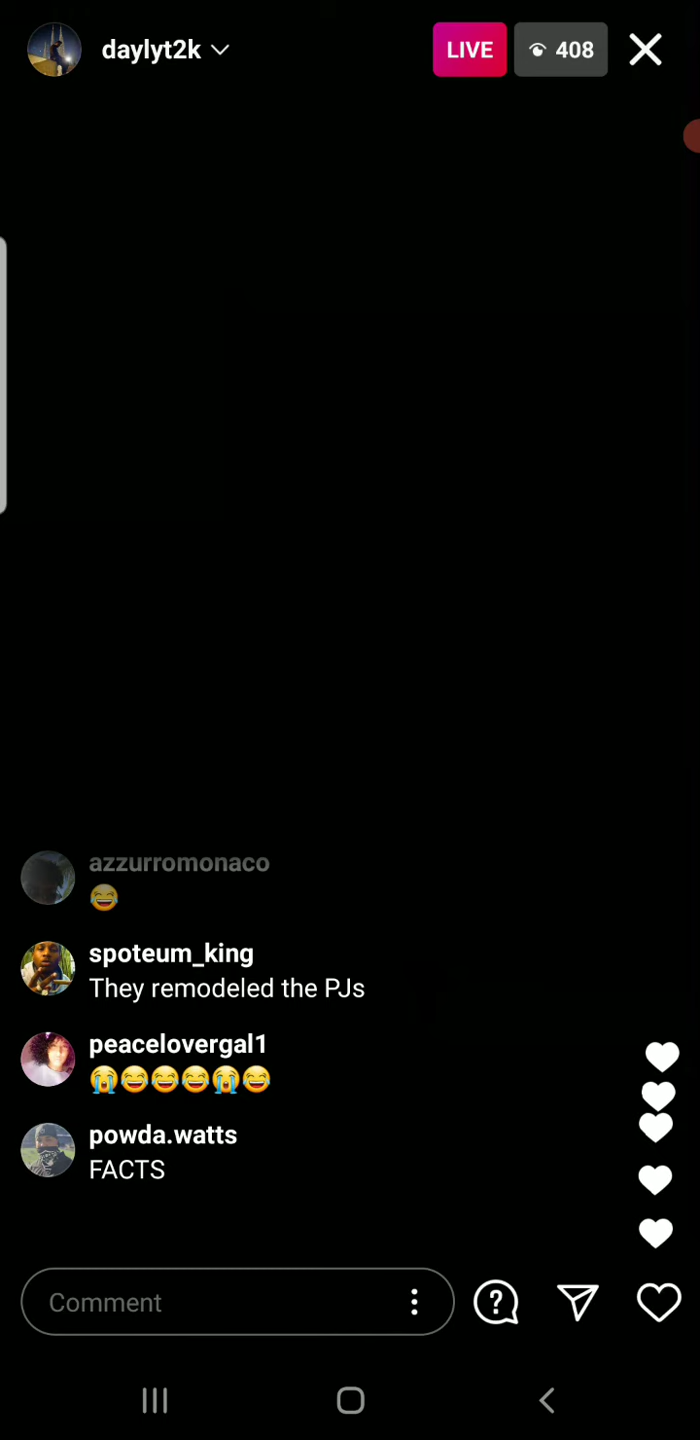 daylyt2k
LIVE
408
azzurromonaco
😂
spoteum_king
They remodeled the PJs
peacelovergal1
😭😂😂😂😭😂
powda.watts
FACTS
Comment